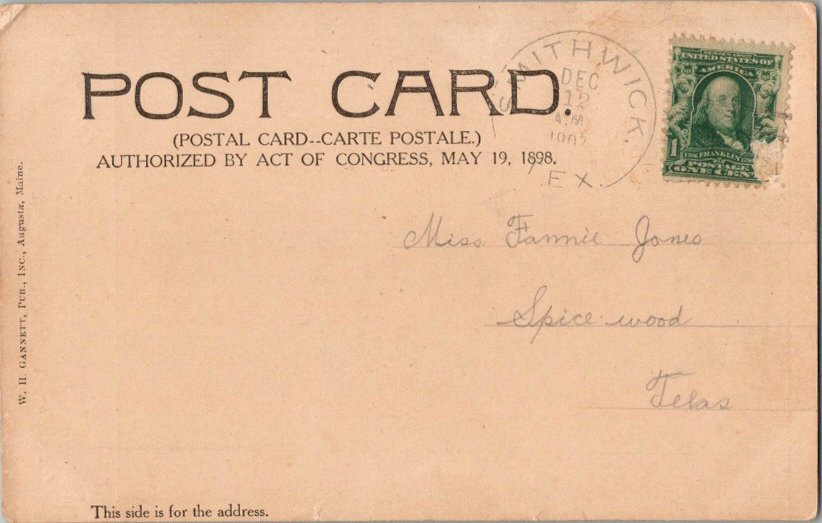 POST CARD.
(POSTAL CARD--CARTE POSTALE.)
AUTHORIZED BY ACT OF CONGRESS, MAY 19, 1898.
SMITHWICK,
DEC
12
A.M.
TEX.
UNITED STATES OF
AMERICA
1
FRANKLIN
POSTAGE
ONE CENT
Miss Fannie Jones
Spice-wood
Texas
W. H. GANNETT, PUB., INC., Augusta, Maine.
This side is for the address.